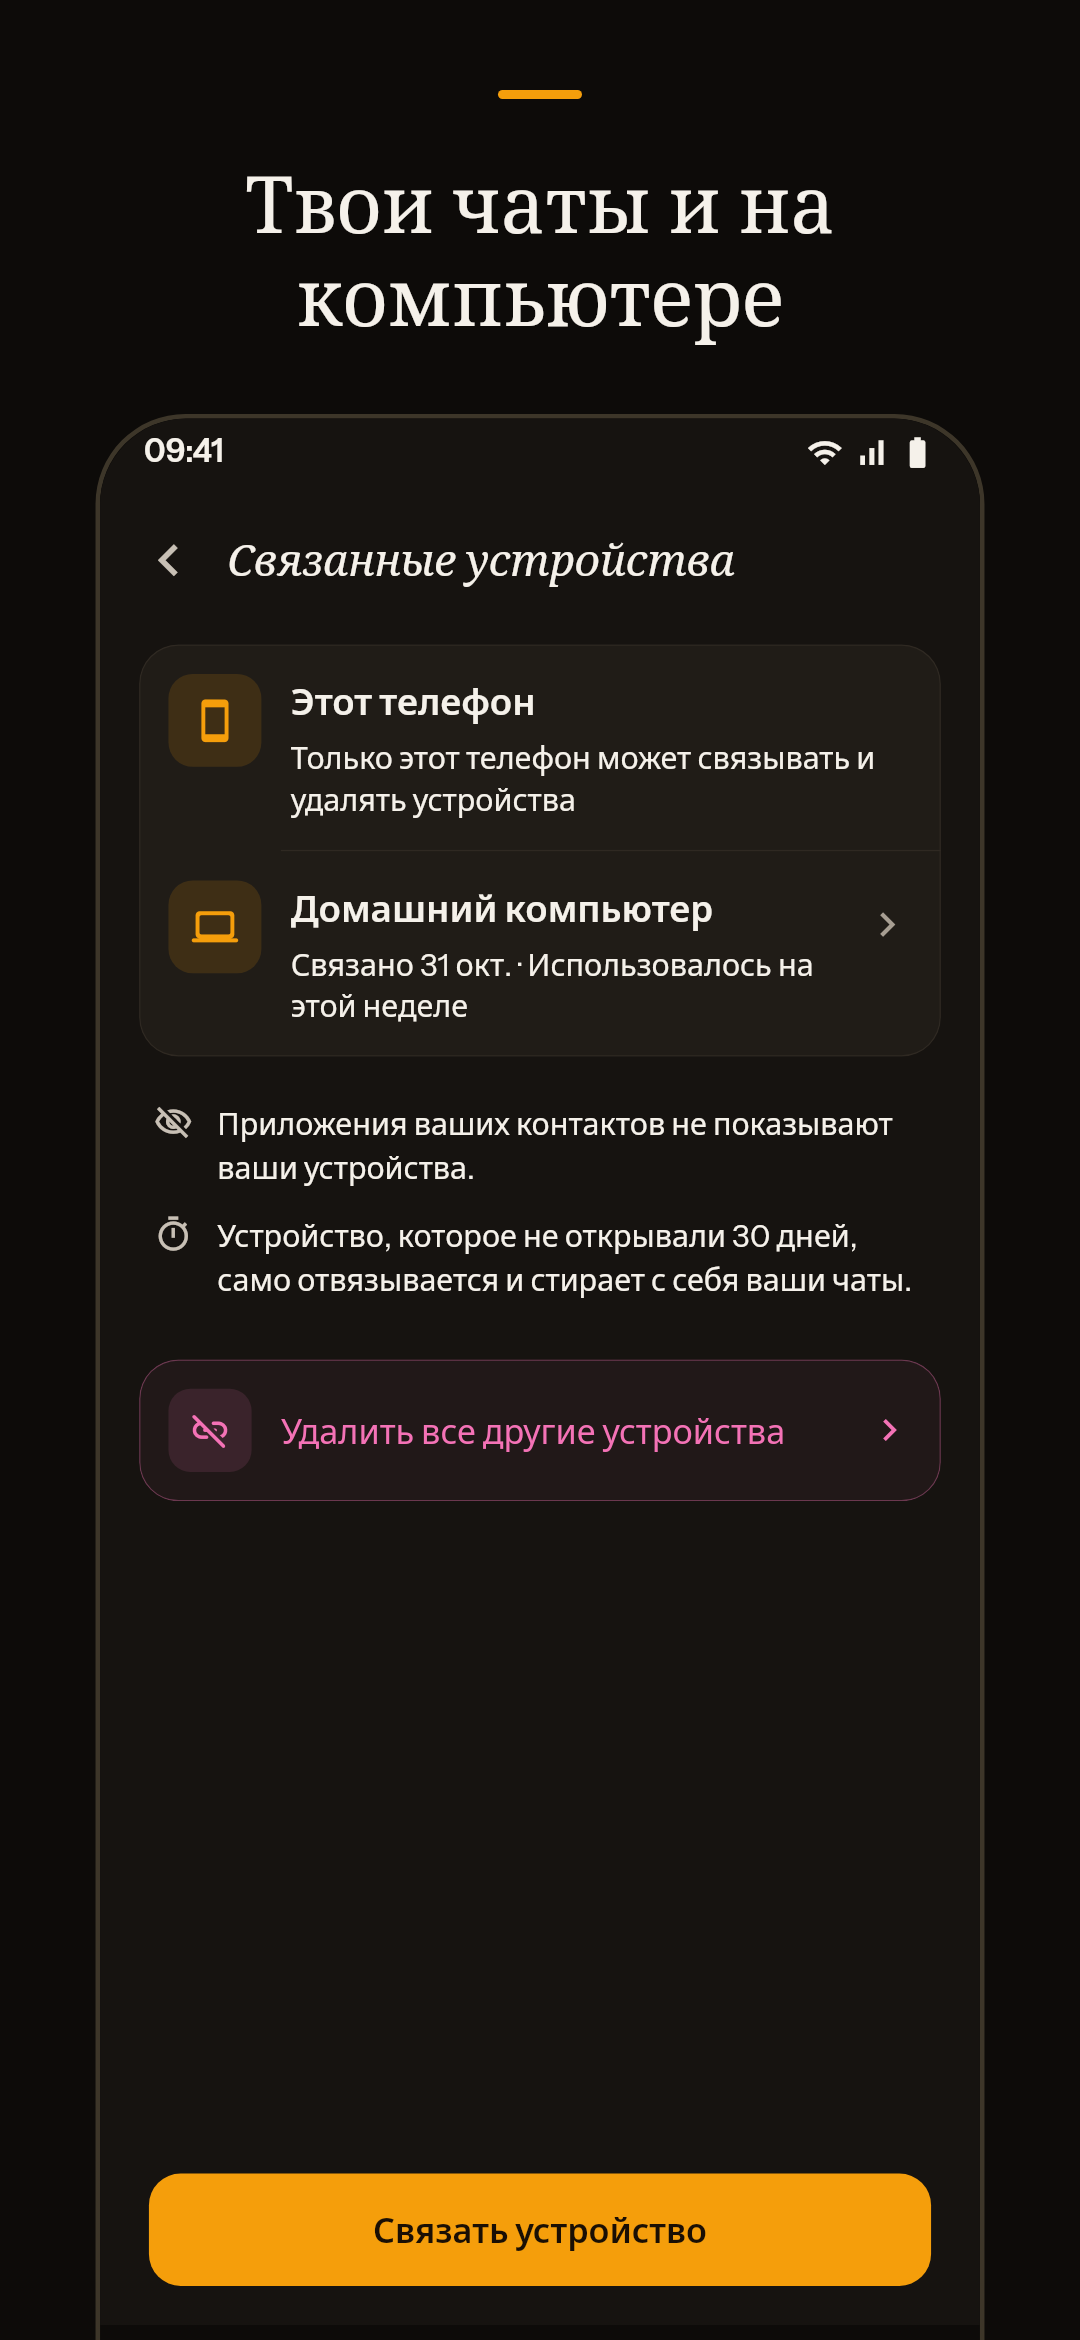 Твои чаты и на
компьютере
09:41
Связанные устройства
Этот телефон
Только этот телефон может связывать и
удалять устройства
Домашний компьютер
Связано 31 окт. · Использовалось на
этой неделе
Приложения ваших контактов не показывают
ваши устройства.
Устройство, которое не открывали 30 дней,
само отвязывается и стирает с себя ваши чаты.
Удалить все другие устройства
Связать устройство